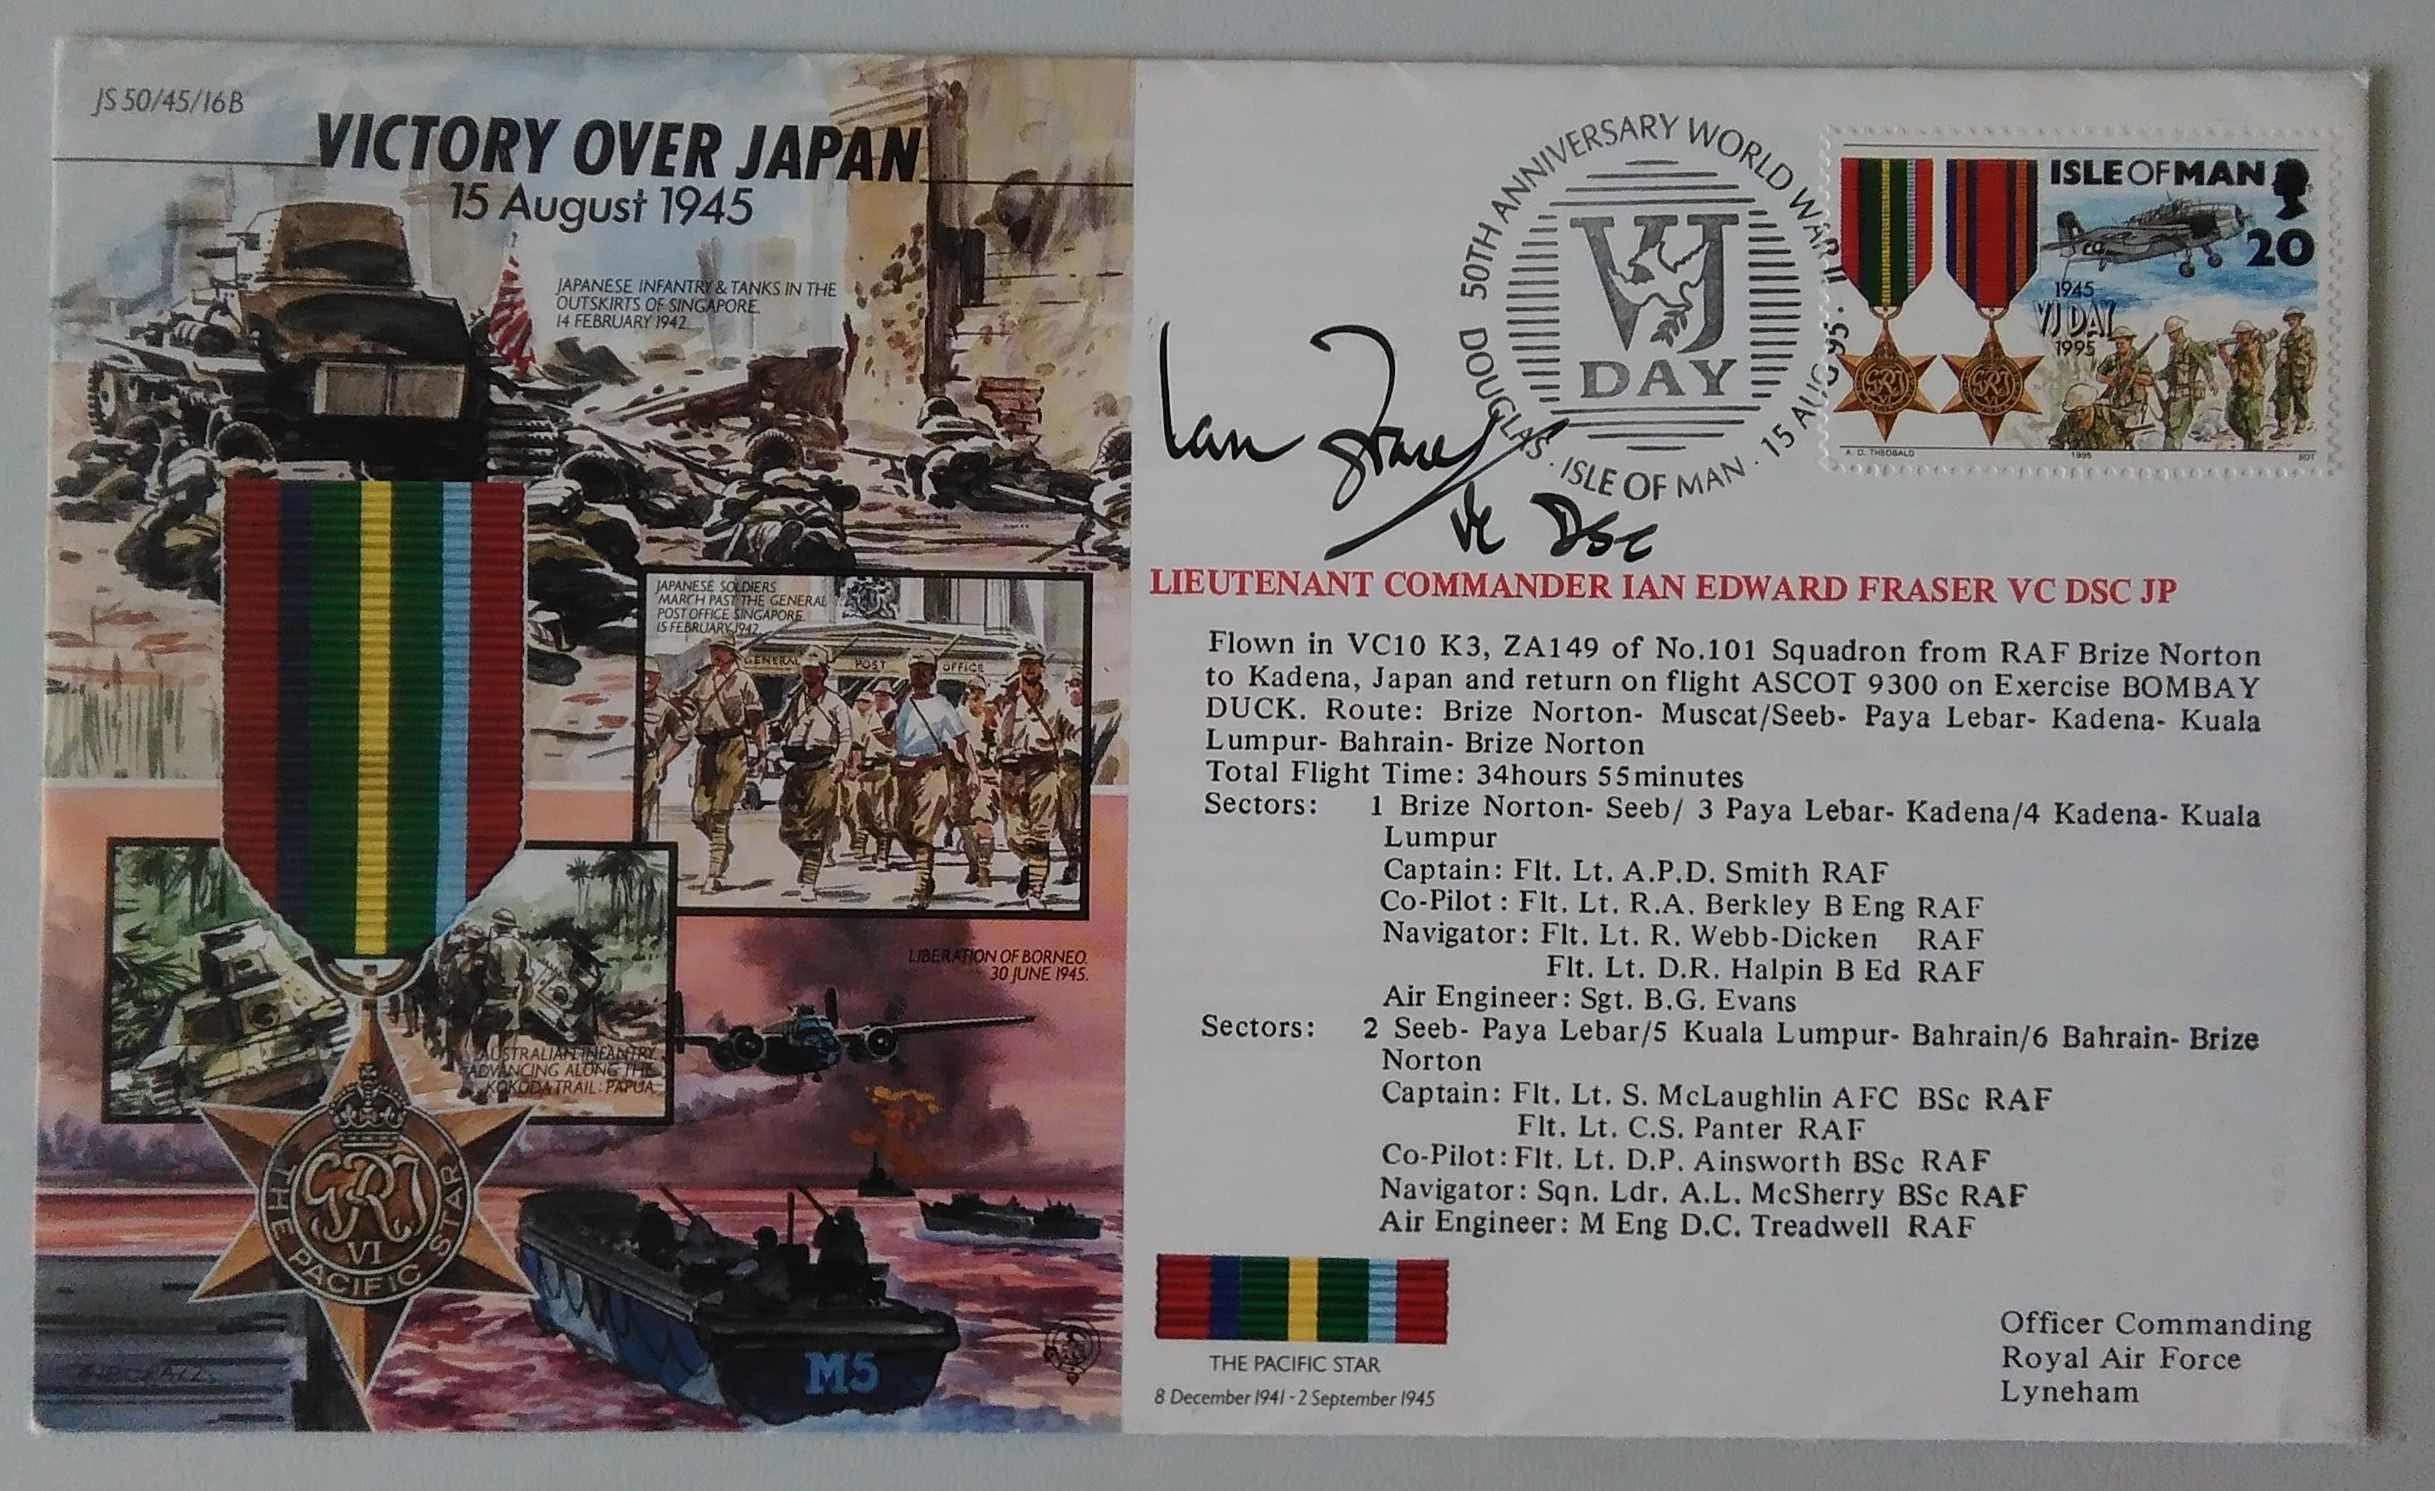 JS 50/45/16B
VICTORY OVER JAPAN
15 August 1945
JAPANESE INFANTRY & TANKS IN THE
OUTSKIRTS OF SINGAPORE.
14 FEBRUARY 1942.
JAPANESE SOLDIERS
MARCH PAST THE GENERAL
POST OFFICE SINGAPORE.
15 FEBRUARY 1942.
GENERAL POST OFFICE
LIBERATION OF BORNEO.
30 JUNE 1945.
AUSTRALIAN INFANTRY
ADVANCING ALONG THE
KOKODA TRAIL: PAPUA.
GRI
VI
THE PACIFIC STAR
M5
50TH ANNIVERSARY WORLD WAR II
VJ
DAY
DOUGLAS · ISLE OF MAN · 15 AUG 95 ·
ISLE OF MAN
20
1945
VJ DAY
1995
GRI
GRI
A. D. THEOBALD 1995 BDT
Ian Fraser
VC DSC
LIEUTENANT COMMANDER IAN EDWARD FRASER VC DSC JP
Flown in VC10 K3, ZA149 of No.101 Squadron from RAF Brize Norton
to Kadena, Japan and return on flight ASCOT 9300 on Exercise BOMBAY
DUCK. Route: Brize Norton- Muscat/Seeb- Paya Lebar- Kadena- Kuala
Lumpur- Bahrain- Brize Norton
Total Flight Time: 34hours 55minutes
Sectors: 1 Brize Norton- Seeb/ 3 Paya Lebar- Kadena/4 Kadena- Kuala
Lumpur
Captain: Flt. Lt. A.P.D. Smith RAF
Co-Pilot : Flt. Lt. R.A. Berkley B Eng RAF
Navigator: Flt. Lt. R. Webb-Dicken RAF
Flt. Lt. D.R. Halpin B Ed RAF
Air Engineer: Sgt. B.G. Evans
Sectors: 2 Seeb- Paya Lebar/5 Kuala Lumpur- Bahrain/6 Bahrain- Brize
Norton
Captain: Flt. Lt. S. McLaughlin AFC BSc RAF
Flt. Lt. C.S. Panter RAF
Co-Pilot: Flt. Lt. D.P. Ainsworth BSc RAF
Navigator: Sqn. Ldr. A.L. McSherry BSc RAF
Air Engineer: M Eng D.C. Treadwell RAF
THE PACIFIC STAR
8 December 1941 - 2 September 1945
Officer Commanding
Royal Air Force
Lyneham